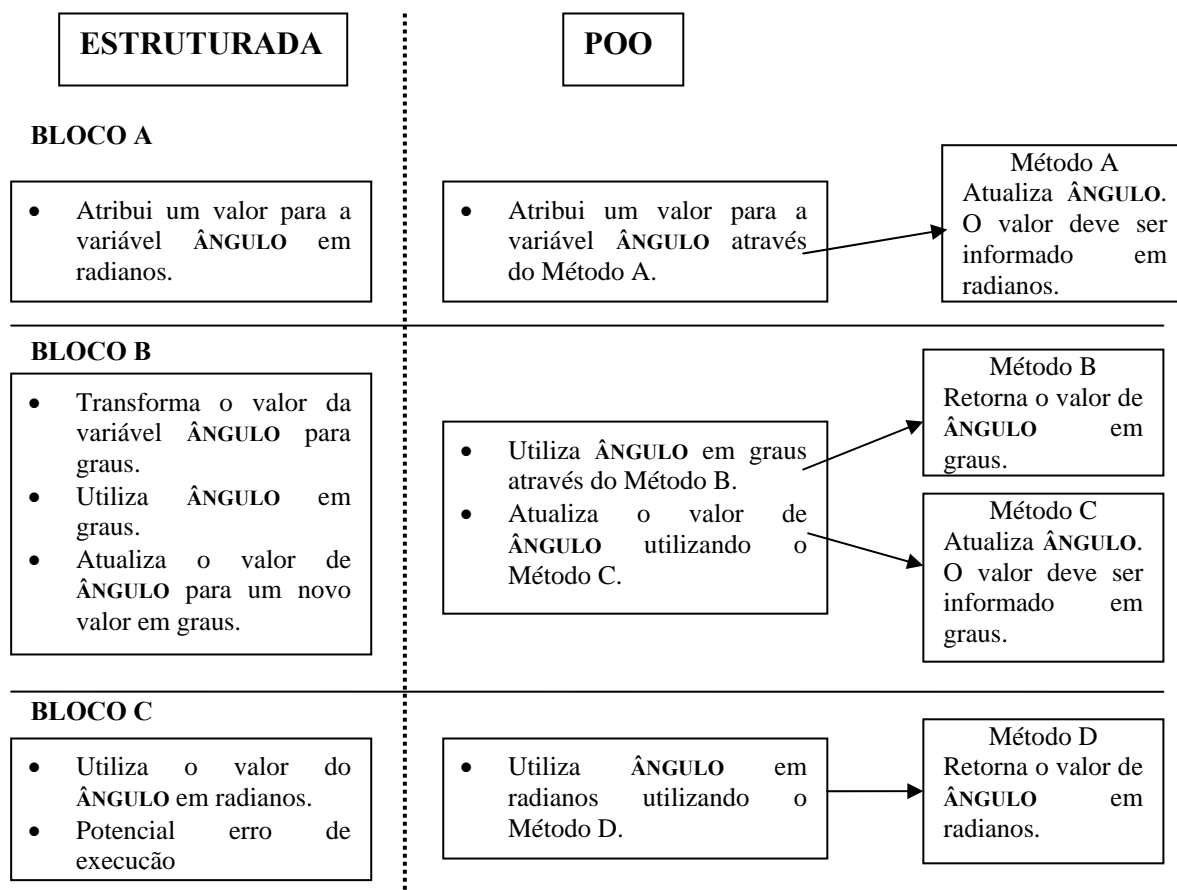 ESTRUTURADA
POO
BLOCO A
• Atribui um valor para a
variável ÂNGULO em
radianos.
• Atribui um valor para a
variável ÂNGULO através
do Método A.
Método A
Atualiza ÂNGULO.
O valor deve ser
informado em
radianos.
BLOCO B
• Transforma o valor da
variável ÂNGULO para
graus.
• Utiliza ÂNGULO em
graus.
• Atualiza o valor de
ÂNGULO para um novo
valor em graus.
• Utiliza ÂNGULO em graus
através do Método B.
• Atualiza o valor de
ÂNGULO utilizando o
Método C.
Método B
Retorna o valor de
ÂNGULO em
graus.
Método C
Atualiza ÂNGULO.
O valor deve ser
informado em
graus.
BLOCO C
• Utiliza o valor do
ÂNGULO em radianos.
• Potencial erro de
execucão
• Utiliza ÂNGULO em
radianos utilizando o
Método D.
Método D
Retorna o valor de
ÂNGULO em
radianos.